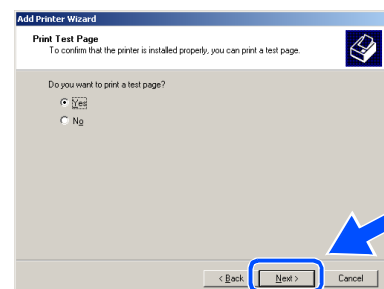 Add Printer Wizard
Print Test Page
To confirm that the printer is installed properly, you can print a test page.
Do you want to print a test page?
Yes
No
< Back
Next >
Cancel